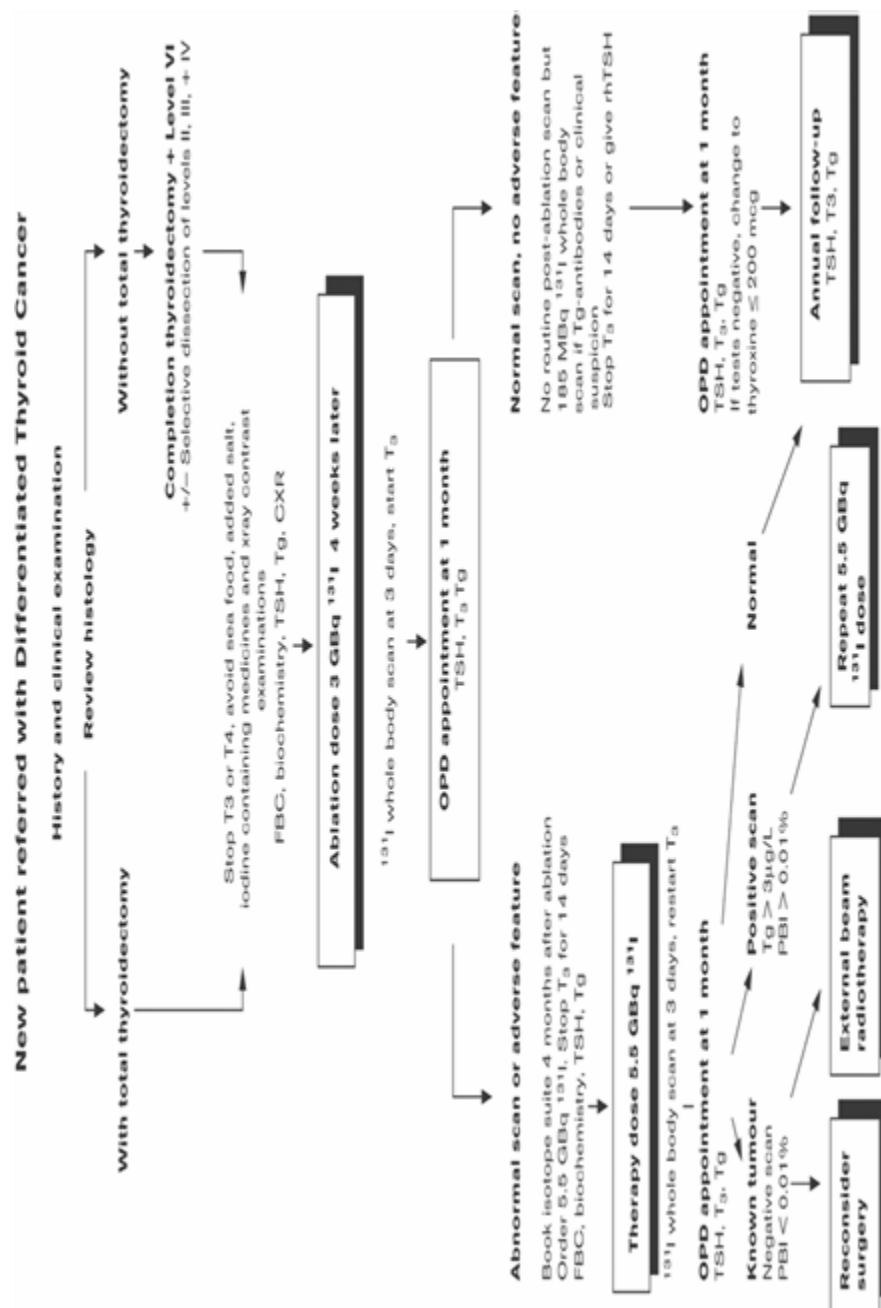 New patient referred with Differentiated Thyroid Cancer
History and clinical examination
Review histology
With total thyroidectomy
Without total thyroidectomy
Completion thyroidectomy + Level VI
+/− Selective dissection of levels II, III, + IV
Stop T3 or T4, avoid sea food, added salt,
iodine containing medicines and xray contrast
examinations
FBC, biochemistry, TSH, Tg, CXR
Ablation dose 3 GBq ¹³¹I 4 weeks later
¹³¹I whole body scan at 3 days, start T₃
OPD appointment at 1 month
TSH, T₃ Tg
Abnormal scan or adverse feature
Book isotope suite 4 months after ablation
Order 5.5 GBq ¹³¹I, Stop T₃ for 14 days
FBC, biochemistry, TSH, Tg
Therapy dose 5.5 GBq ¹³¹I
¹³¹I whole body scan at 3 days, restart T₃
OPD appointment at 1 month
TSH, T₃, Tg
Known tumour
Negative scan
PBI < 0.01%
Positive scan
Tg > 3µg/L
PBI > 0.01%
Normal
Reconsider
surgery
External beam
radiotherapy
Repeat 5.5 GBq
¹³¹I dose
Normal scan, no adverse feature
No routine post-ablation scan but
185 MBq ¹³¹I whole body
scan if Tg-antibodies or clinical
suspicion
Stop T₃ for 14 days or give rhTSH
OPD appointment at 1 month
TSH, T₃, Tg
If tests negative, change to
thyroxine ≤ 200 mcg
Annual follow-up
TSH, T3, Tg